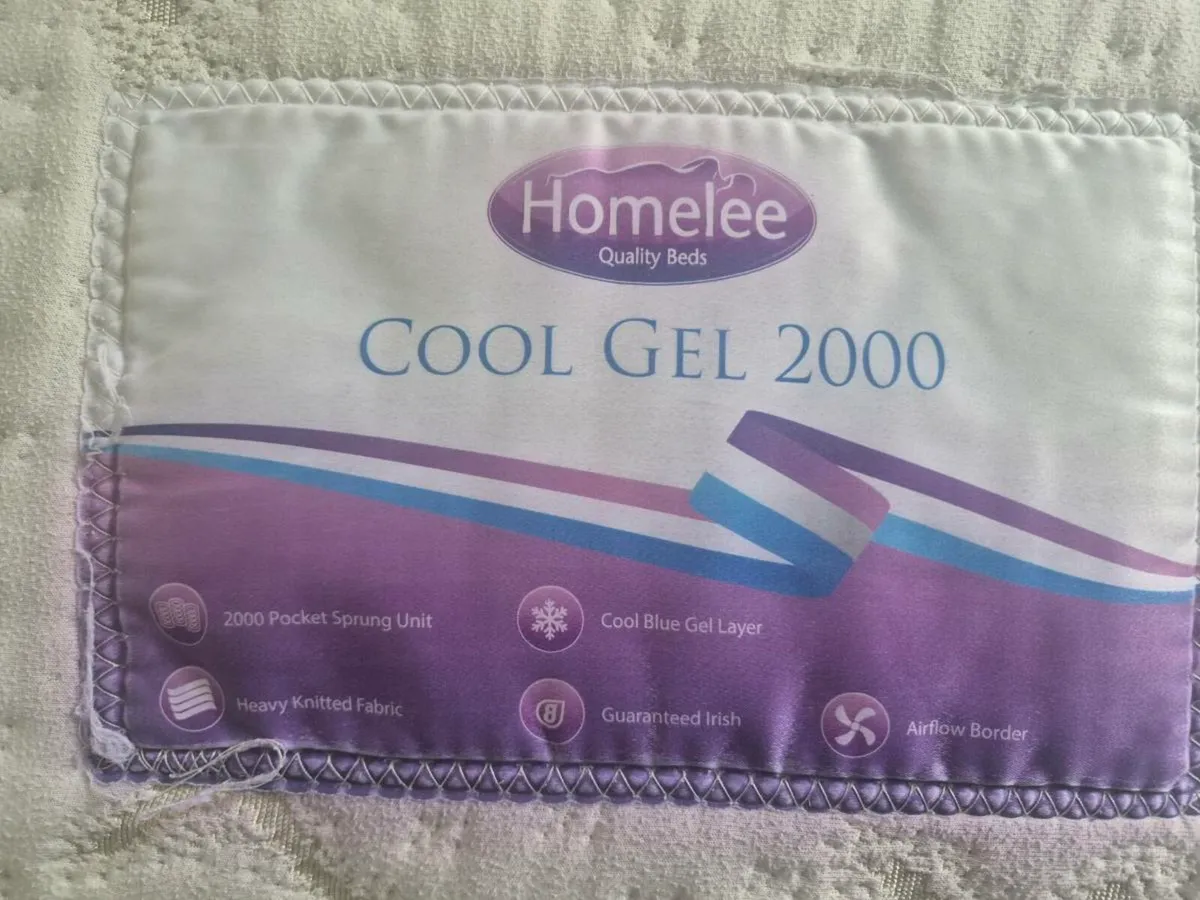 Homelee
Quality Beds
COOL GEL 2000
2000 Pocket Sprung Unit
Cool Blue Gel Layer
Heavy Knitted Fabric
Guaranteed Irish
Airflow Border